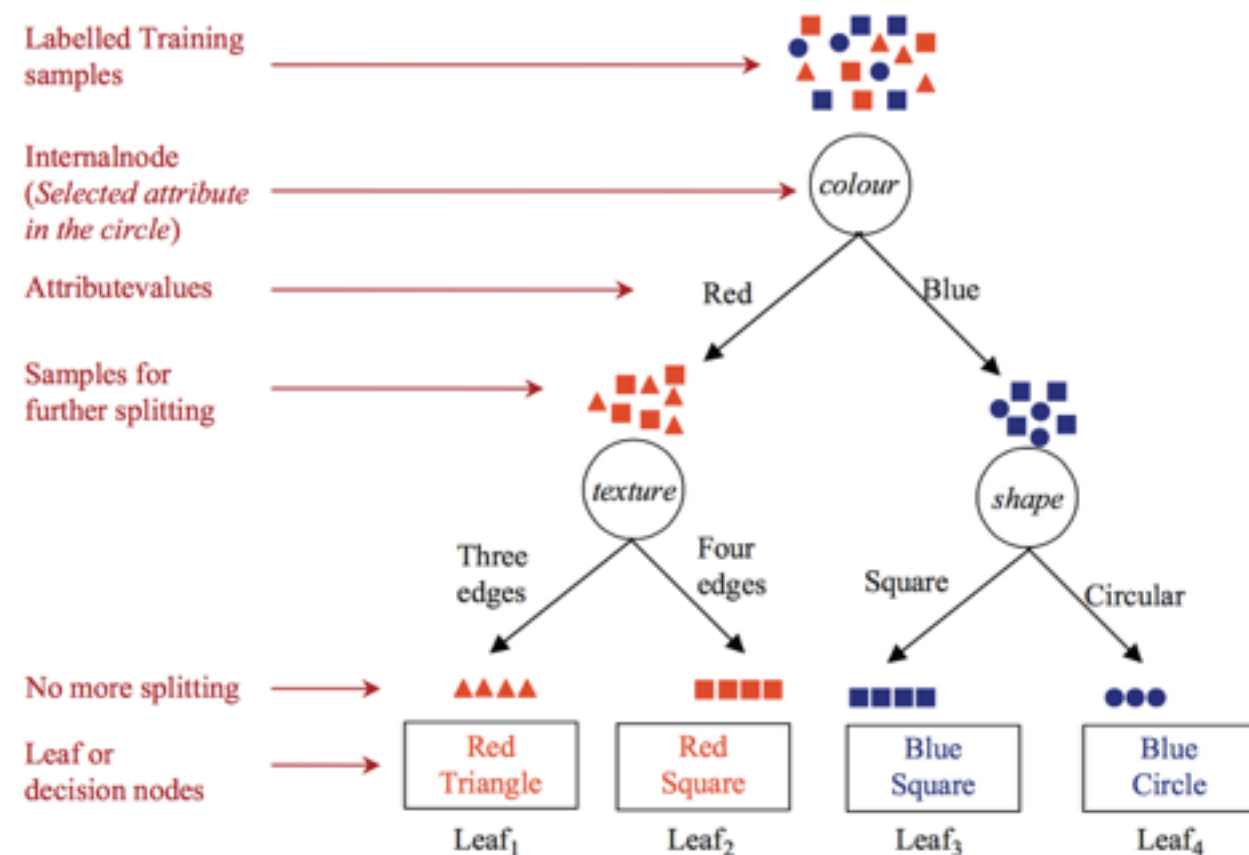 Labelled Training
samples
Internalnode
(Selected attribute
in the circle)
colour
Attributevalues
Red
Blue
Samples for
further splitting
texture
shape
Three
edges
Four
edges
Square
Circular
No more splitting
Leaf or
decision nodes
Red
Triangle
Red
Square
Blue
Square
Blue
Circle
Leaf₁
Leaf₂
Leaf₃
Leaf₄